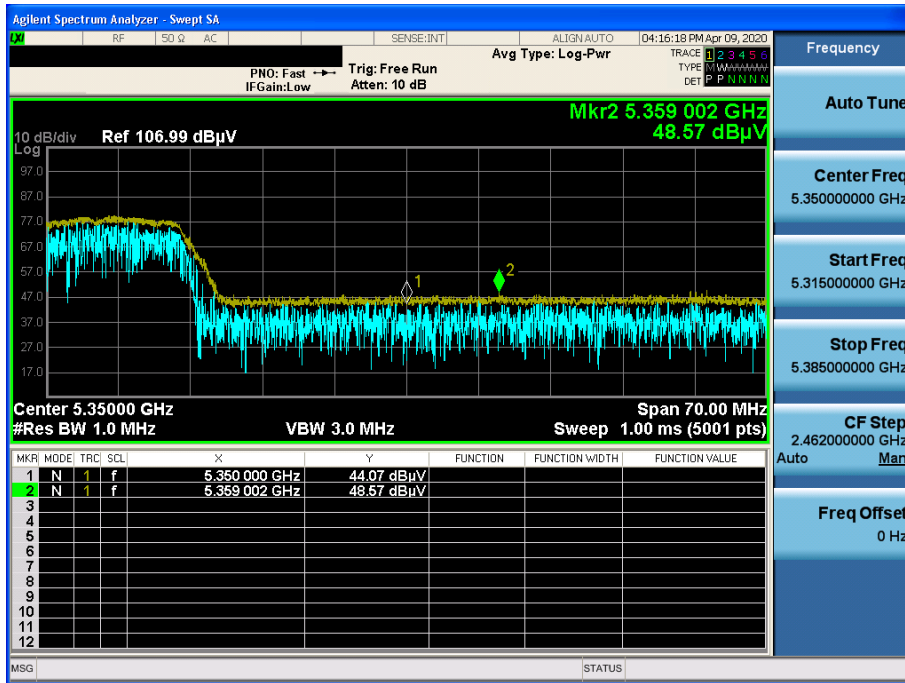 Agilent Spectrum Analyzer - Swept SA
LXI RF 50 Ω AC SENSE:INT ALIGN AUTO 04:16:18 PM Apr 09, 2020
Frequency
Avg Type: Log-Pwr
TRACE 1 2 3 4 5 6
PNO: Fast
Trig: Free Run
TYPE M W W W W W
IFGain:Low
Atten: 10 dB
DET P P N N N N
Mkr2 5.359 002 GHz
48.57 dBµV
10 dB/div
Ref 106.99 dBµV
Log
97.0
87.0
77.0
67.0
57.0
47.0
37.0
27.0
17.0
1
2
Center 5.35000 GHz
Span 70.00 MHz
#Res BW 1.0 MHz
VBW 3.0 MHz
Sweep 1.00 ms (5001 pts)
MKR MODE TRC SCL X Y FUNCTION FUNCTION WIDTH FUNCTION VALUE
1 N 1 f 5.350 000 GHz 44.07 dBµV
2 N 1 f 5.359 002 GHz 48.57 dBµV
3
4
5
6
7
8
9
10
11
12
MSG
STATUS
Auto Tune
Center Freq
5.350000000 GHz
Start Freq
5.315000000 GHz
Stop Freq
5.385000000 GHz
CF Step
2.462000000 GHz
Auto Man
Freq Offset
0 Hz